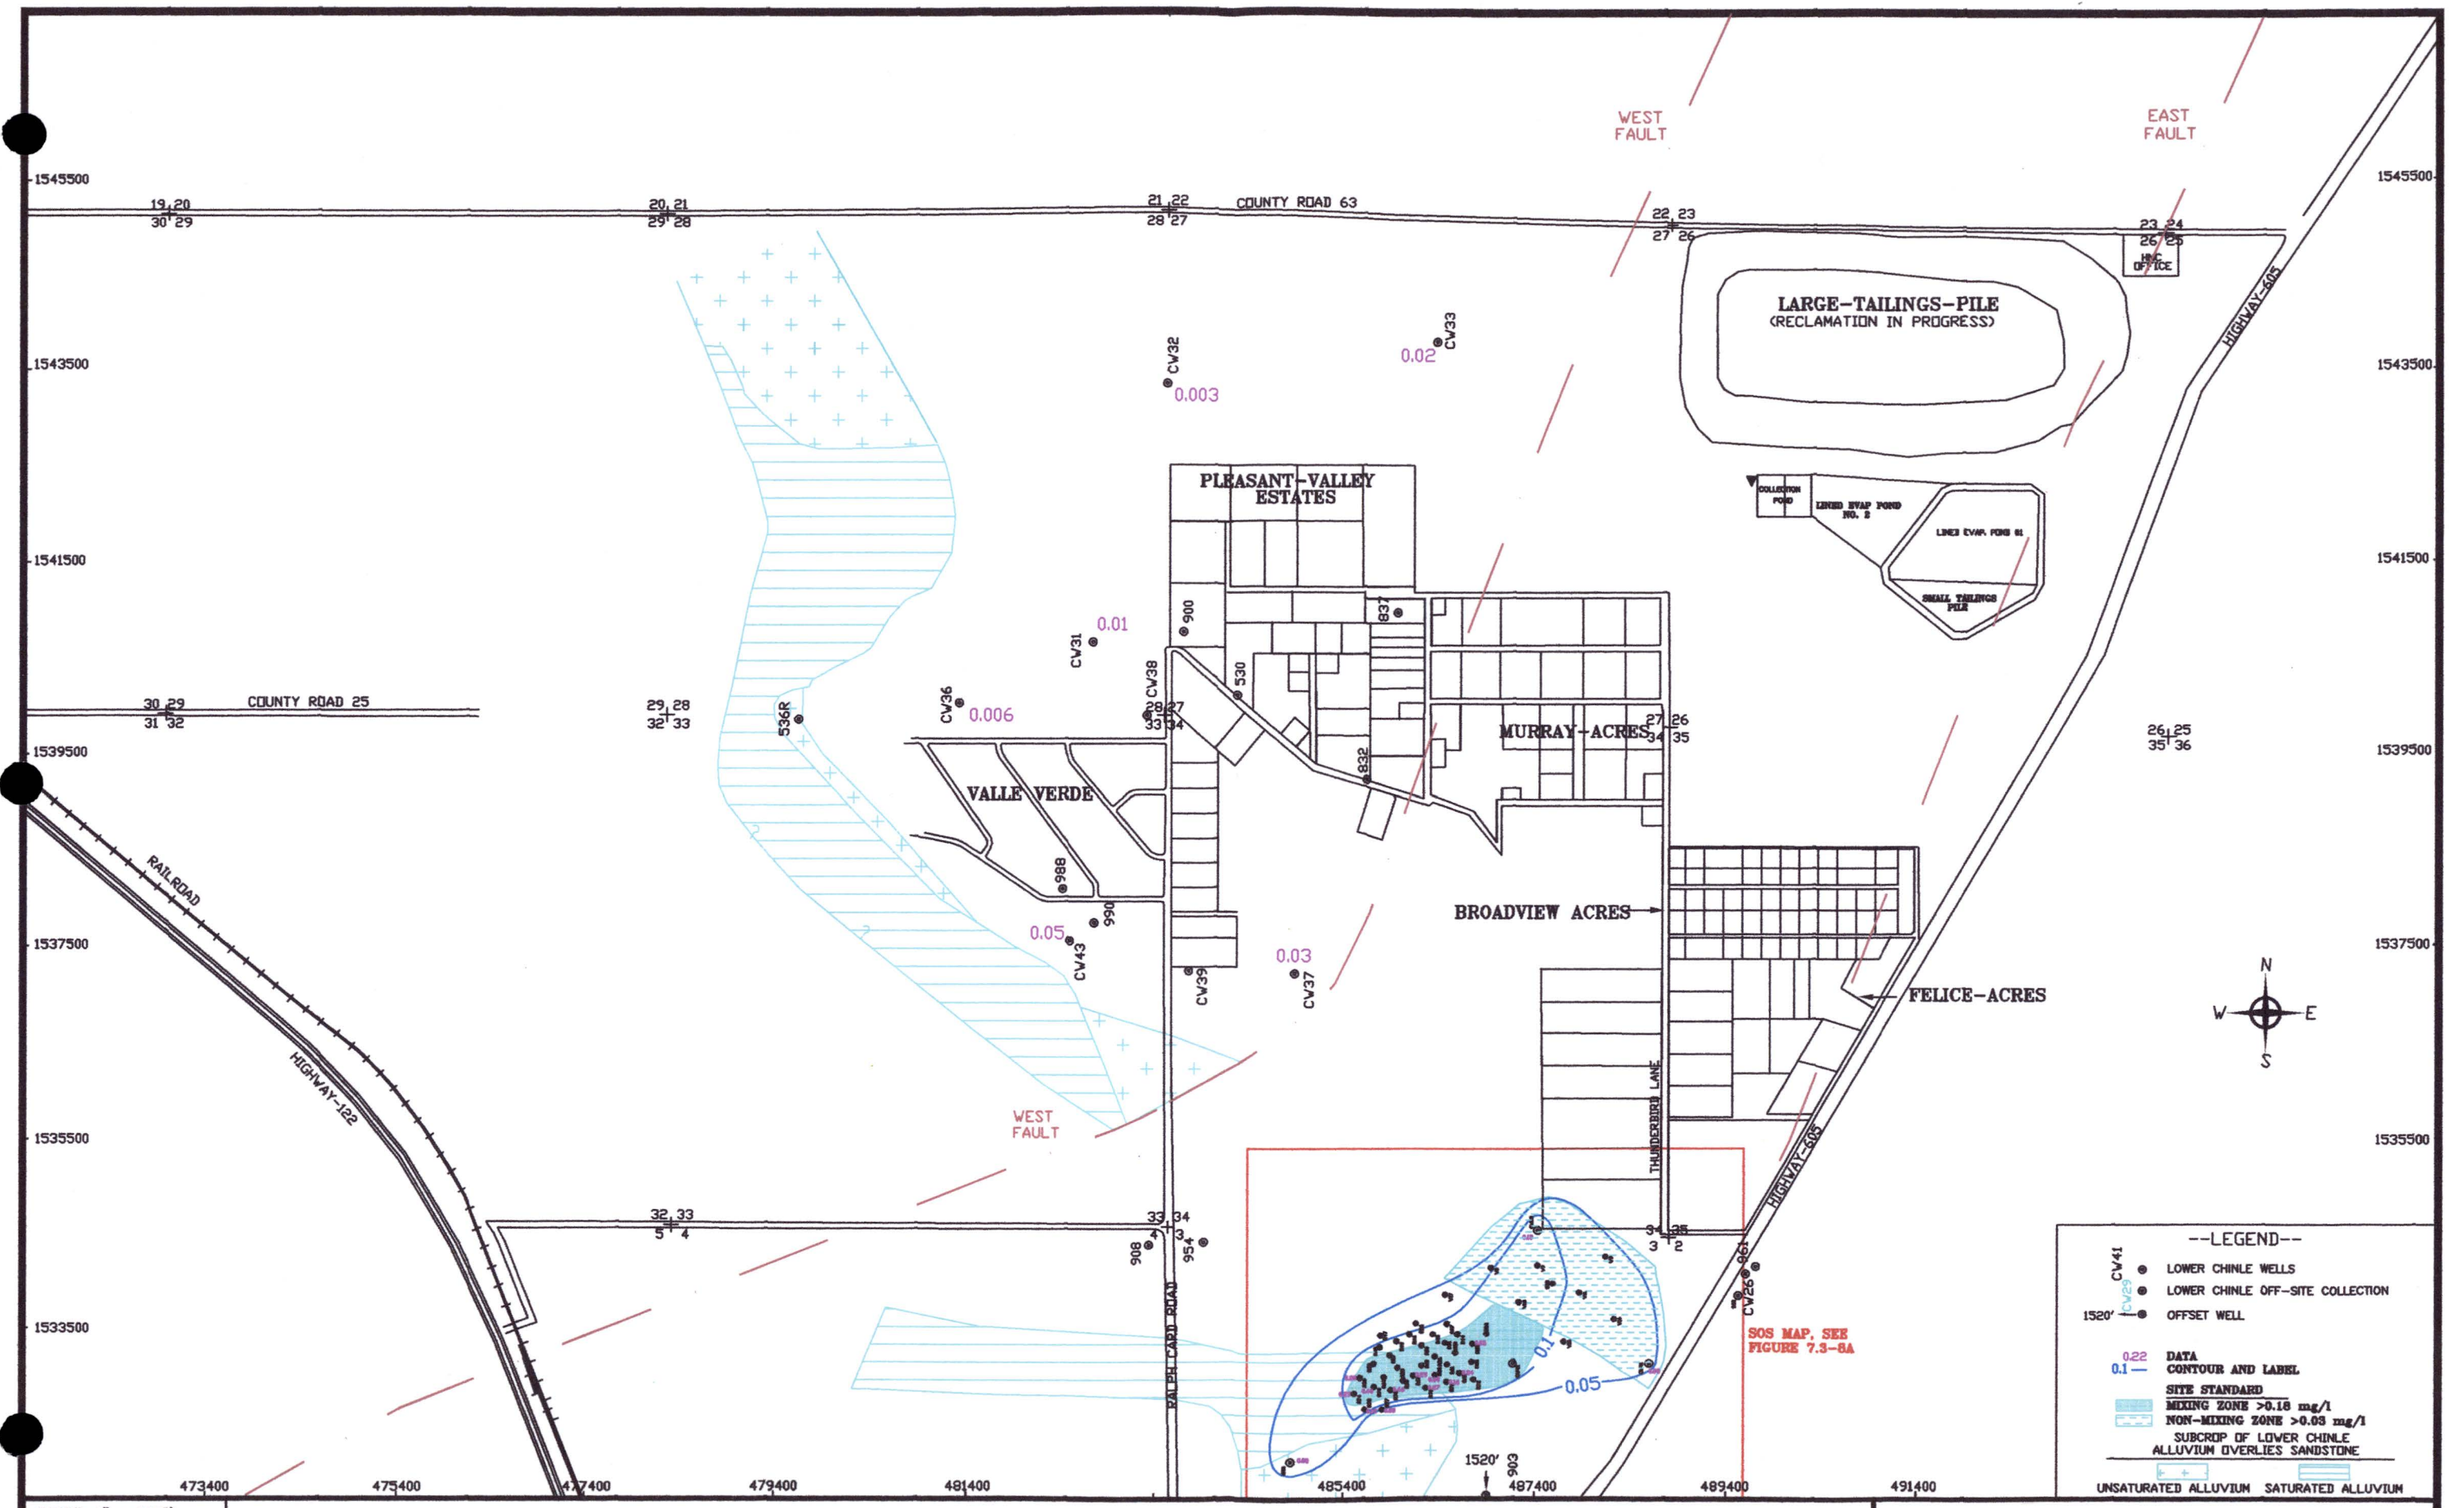 WEST
FAULT
EAST
FAULT
1545500
1545500
19 20
30 29
20 21
29 28
21 22
28 27
COUNTY ROAD 63
22 23
27 26
23 24
26 25
HMC
OFFICE
HIGHWAY-605
LARGE-TAILINGS-PILE
(RECLAMATION IN PROGRESS)
CW33
0.02
CW32
0.003
1543500
1543500
PLEASANT-VALLEY
ESTATES
COLLECTION
POND
LINED EVAP POND
NO. 2
LINED EVAP. POND #1
SMALL TAILINGS
PILE
1541500
1541500
837
900
0.01
CW31
530
CW38
CW36
0.006
536R
30 29
31 32
COUNTY ROAD 25
29 28
32 33
28 27
33 34
MURRAY-ACRES
27 26
34 35
26 25
35 36
1539500
1539500
832
VALLE VERDE
?
RAILROAD
988
990
BROADVIEW ACRES
0.05
CW43
?
1537500
1537500
CW39
0.03
CW37
FELICE-ACRES
N
W
E
S
HIGHWAY-122
THUNDERBIRD LANE
WEST
FAULT
1535500
1535500
HIGHWAY-605
32 33
5 4
33 34
4 3
34 35
3 2
908
954
961
CW26
RALPH CARD ROAD
1533500
SOS MAP, SEE
FIGURE 7.3-8A
0.1
0.05
1520'
903
--LEGEND--
CW41
LOWER CHINLE WELLS
CW29
LOWER CHINLE OFF-SITE COLLECTION
1520'
OFFSET WELL
0.22
DATA
0.1
CONTOUR AND LABEL
SITE STANDARD
MIXING ZONE >0.18 mg/l
NON-MIXING ZONE >0.03 mg/l
SUBCROP OF LOWER CHINLE
ALLUVIUM OVERLIES SANDSTONE
UNSATURATED ALLUVIUM SATURATED ALLUVIUM
473400
475400
477400
479400
481400
485400
487400
489400
491400